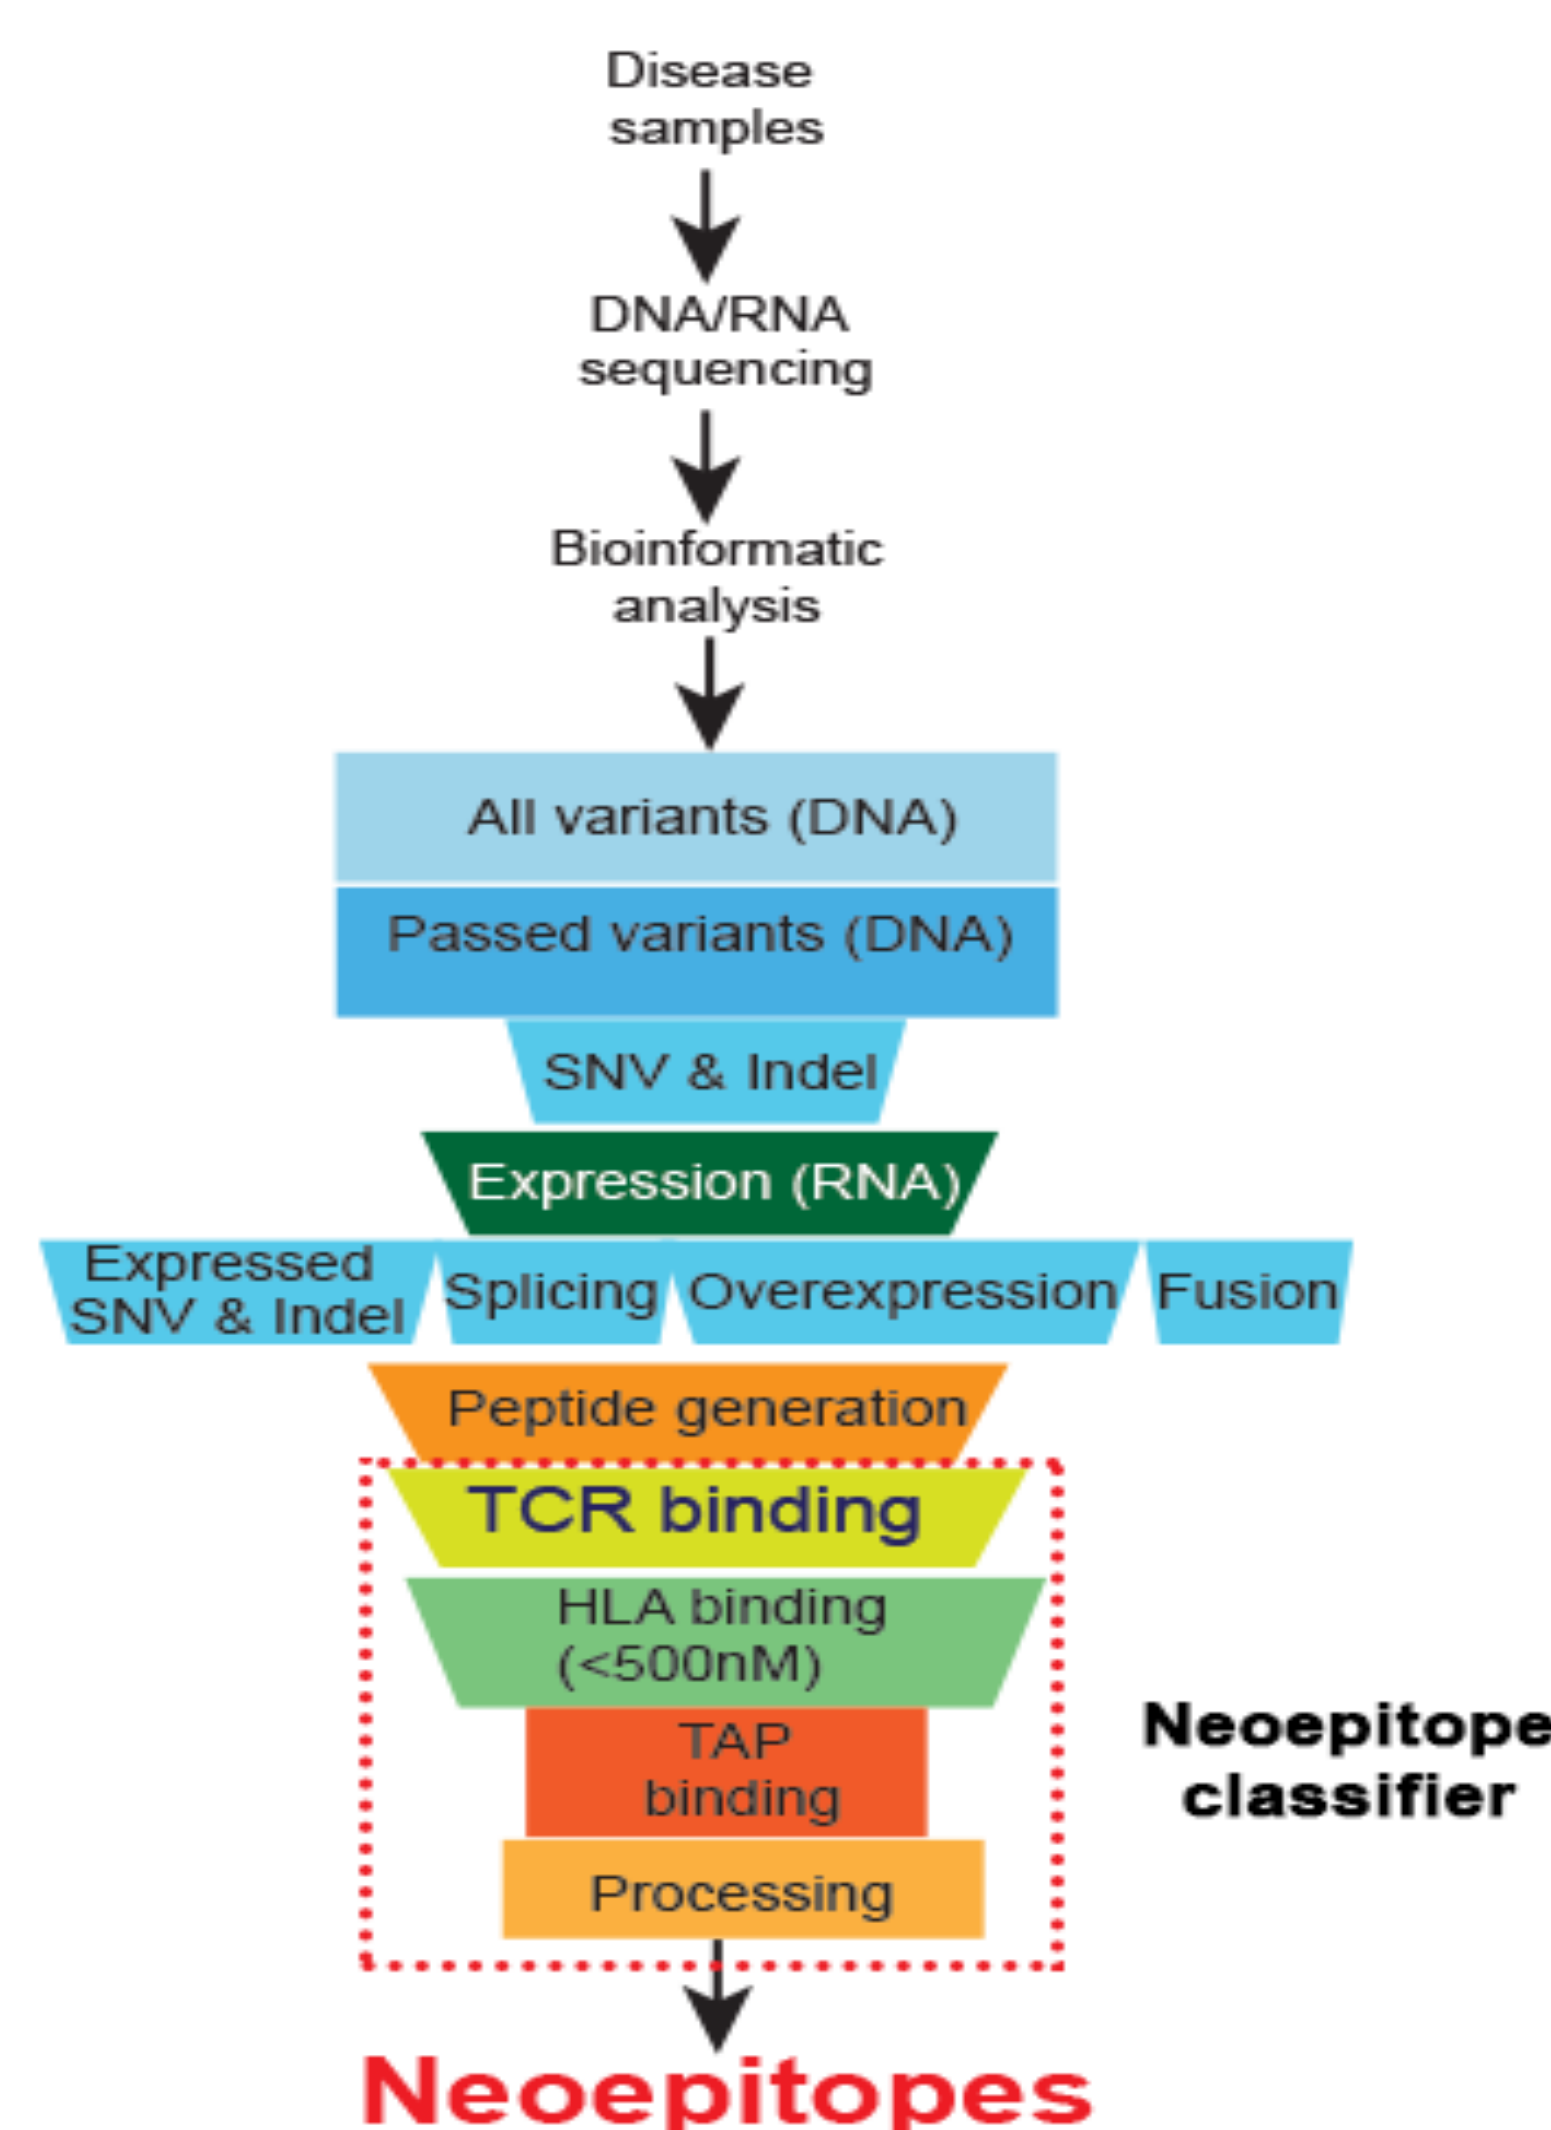 Disease
samples
DNA/RNA
sequencing
Bioinformatic
analysis
All variants (DNA)
Passed variants (DNA)
SNV & Indel
Expression (RNA)
Expressed
SNV & Indel
Splicing
Overexpression
Fusion
Peptide generation
TCR binding
HLA binding
(<500nM)
TAP
binding
Processing
Neoepitope
classifier
Neoepitopes